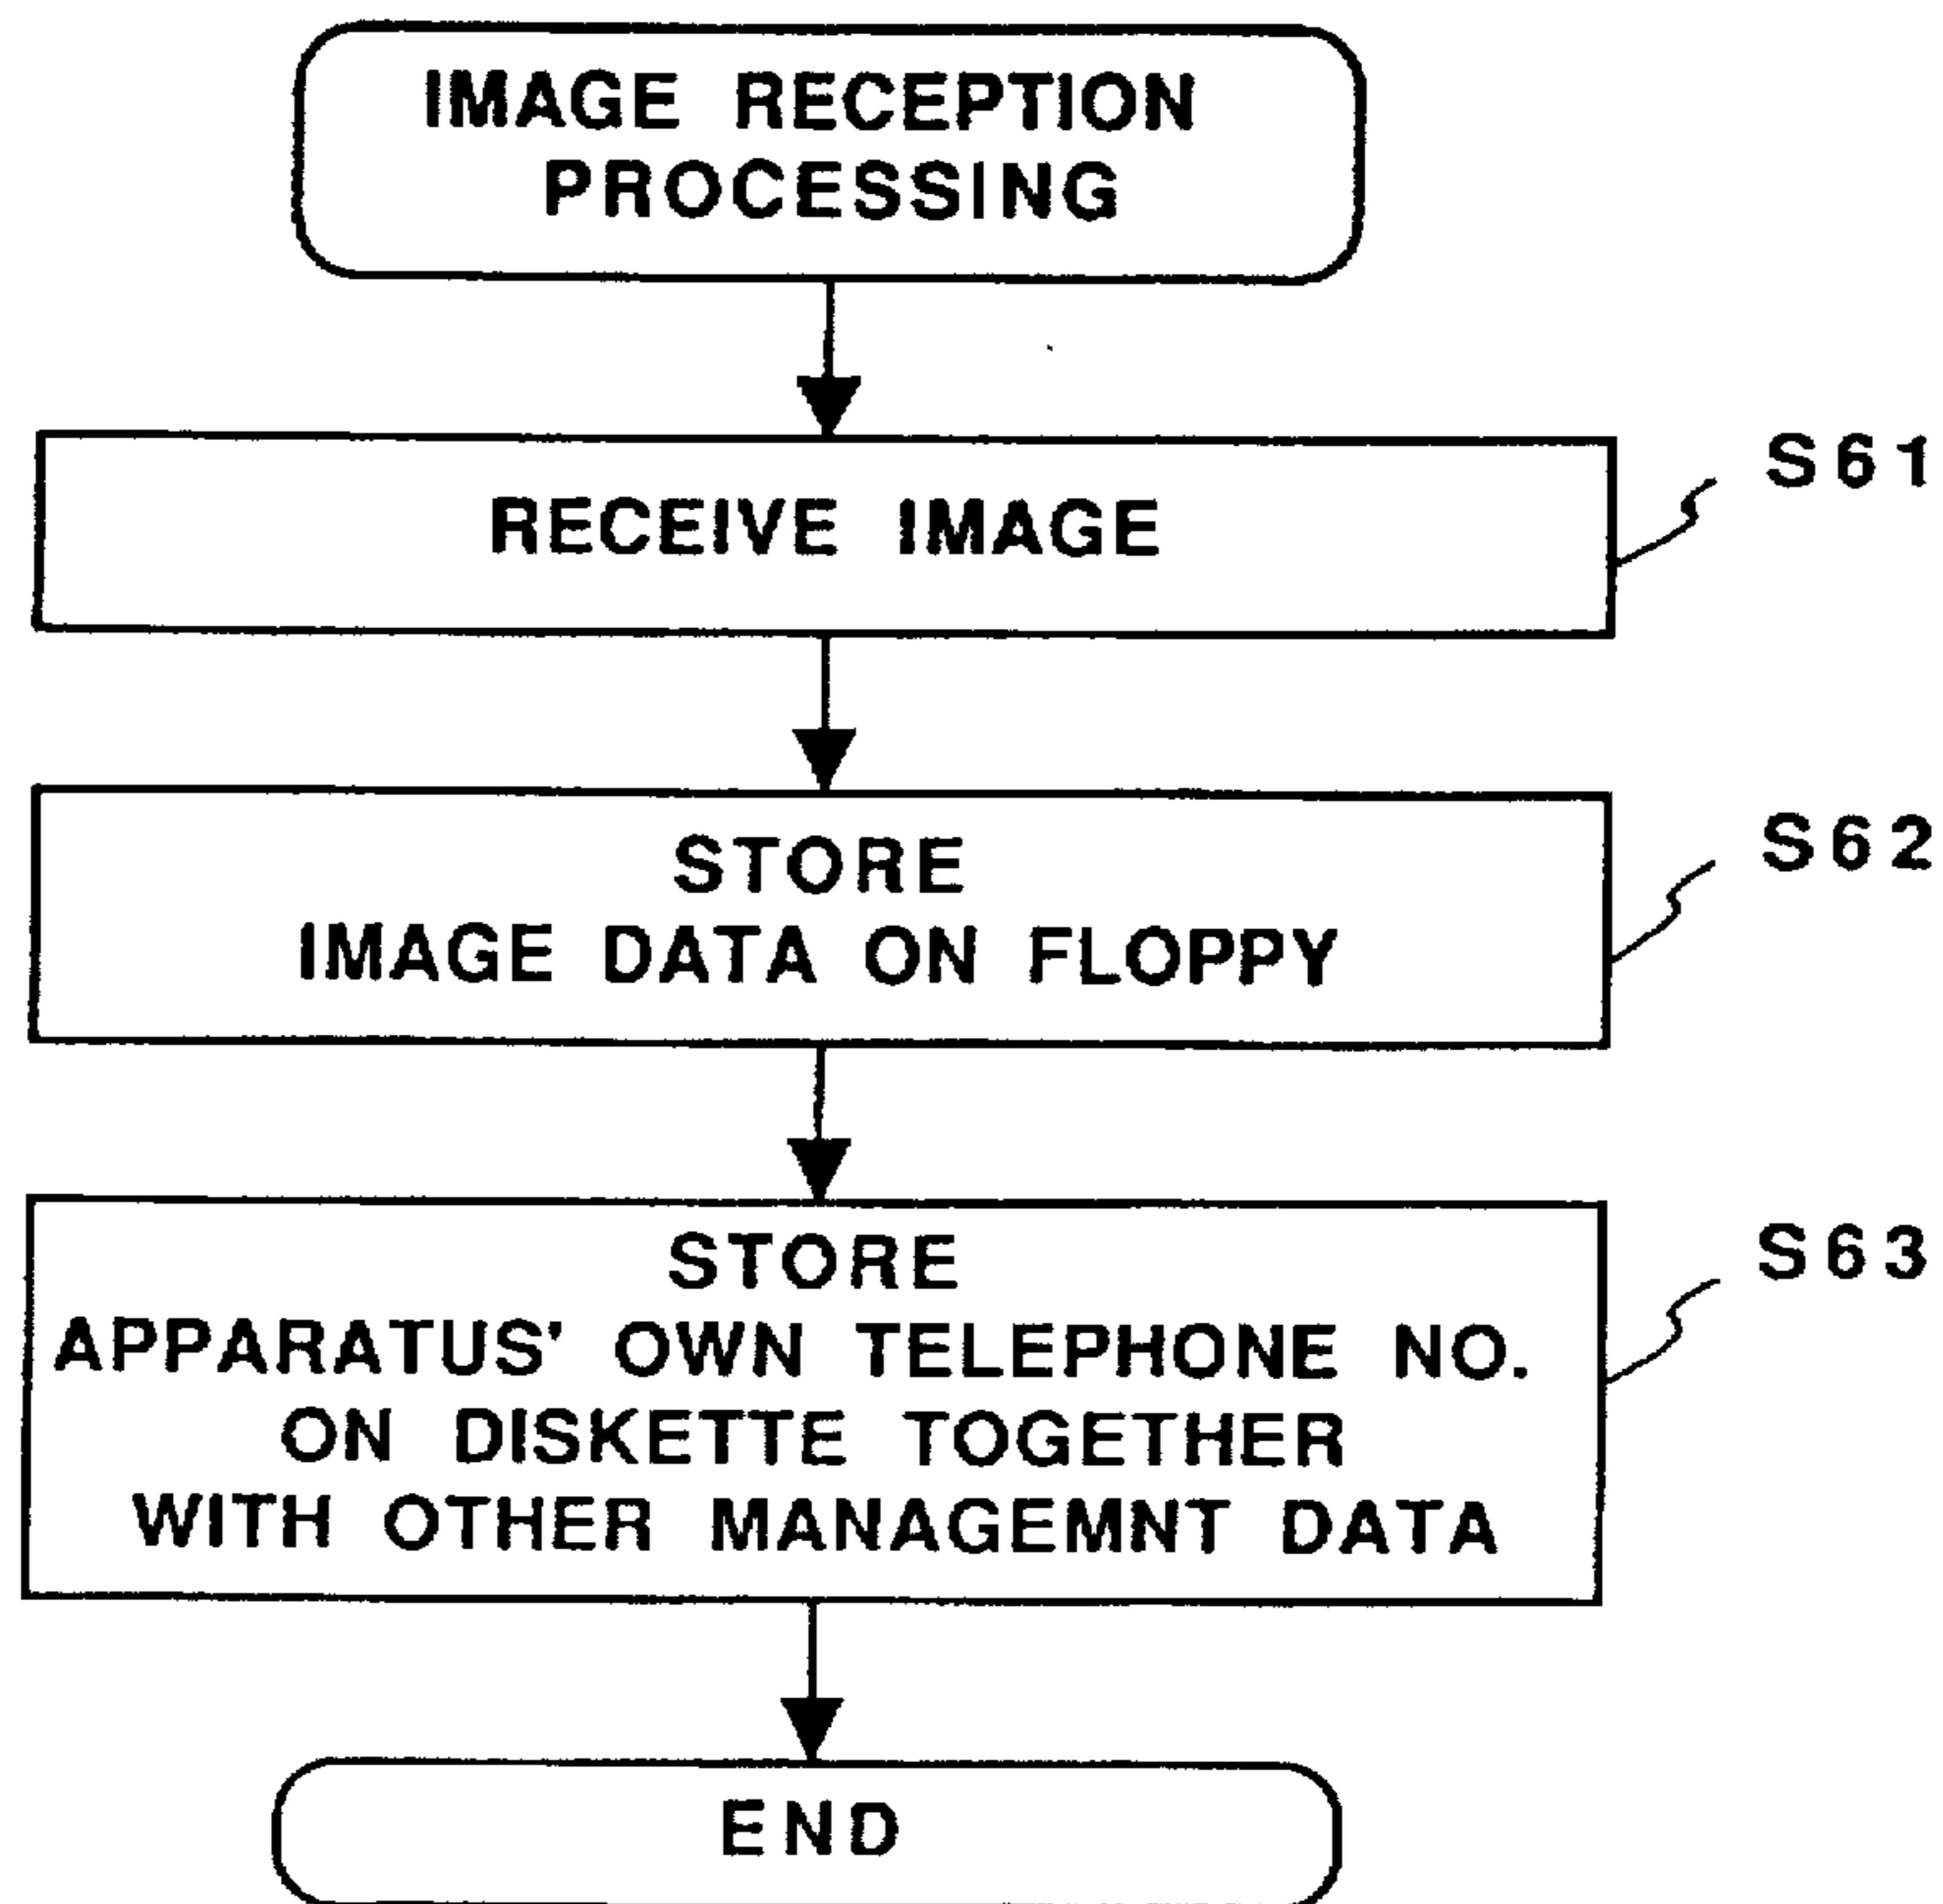 IMAGE RECEPTION
PROCESSING
RECEIVE IMAGE
S61
STORE
IMAGE DATA ON FLOPPY
S62
STORE
APPARATUS' OWN TELEPHONE NO.
ON DISKETTE TOGETHER
WITH OTHER MANAGEMNT DATA
S63
END